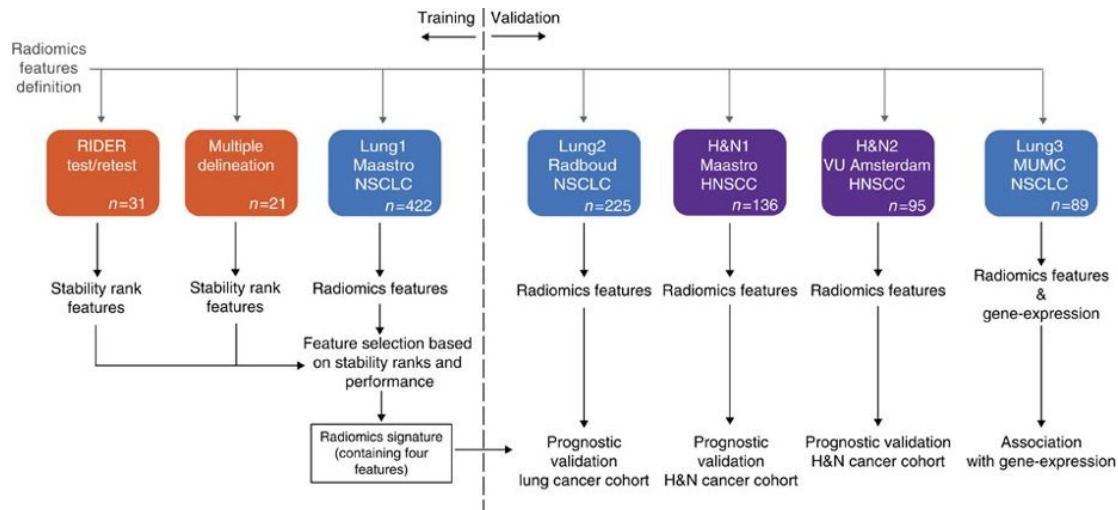 Training
Validation
Radiomics
features
definition
RIDER
test/retest
n=31
Multiple
delineation
n=21
Lung1
Maastro
NSCLC
n=422
Lung2
Radboud
NSCLC
n=225
H&N1
Maastro
HNSCC
n=136
H&N2
VU Amsterdam
HNSCC
n=95
Lung3
MUMC
NSCLC
n=89
Stability rank
features
Stability rank
features
Radiomics features
Radiomics features
Radiomics features
Radiomics features
Radiomics features
&
gene-expression
Feature selection based
on stability ranks and
performance
Radiomics signature
(containing four
features)
Prognostic
validation
lung cancer cohort
Prognostic
validation
H&N cancer cohort
Prognostic validation
H&N cancer cohort
Association
with gene-expression